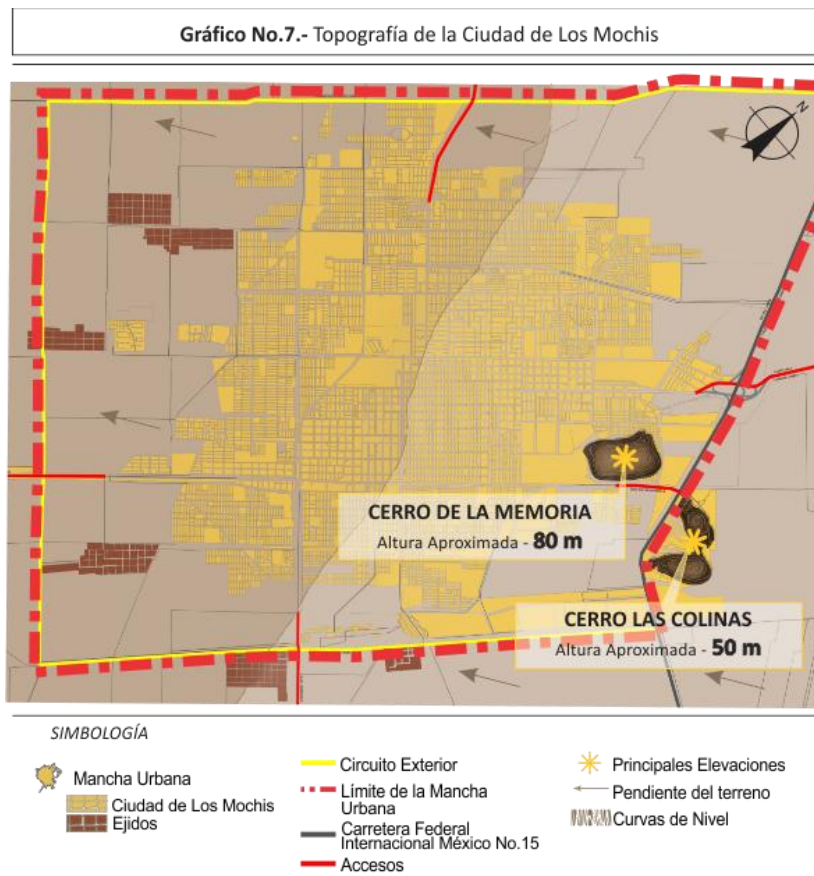 Gráfico No.7.- Topografía de la Ciudad de Los Mochis
N
CERRO DE LA MEMORIA
Altura Aproximada - 80 m
CERRO LAS COLINAS
Altura Aproximada - 50 m
SIMBOLOGÍA
Mancha Urbana
Ciudad de Los Mochis
Ejidos
Circuito Exterior
Límite de la Mancha
Urbana
Carretera Federal
Internacional México No.15
Accesos
Principales Elevaciones
Pendiente del terreno
Curvas de Nivel